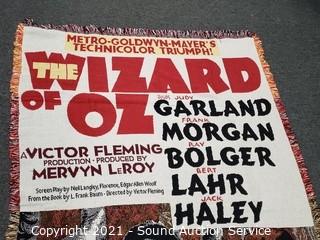 METRO-GOLDWYN-MAYER'S
TECHNICOLOR TRIUMPH!
THE WIZARD
OF OZ
with JUDY
GARLAND
FRANK
MORGAN
RAY
BOLGER
BERT
LAHR
JACK
HALEY
A VICTOR FLEMING
PRODUCTION · PRODUCED BY
MERVYN LeROY
Screen Play by Noel Langley, Florence, Edgar Allen Woolf
From the Book by L. Frank Baum · Directed by Victor Fleming
Copyright 2021 - Sound Auction Service